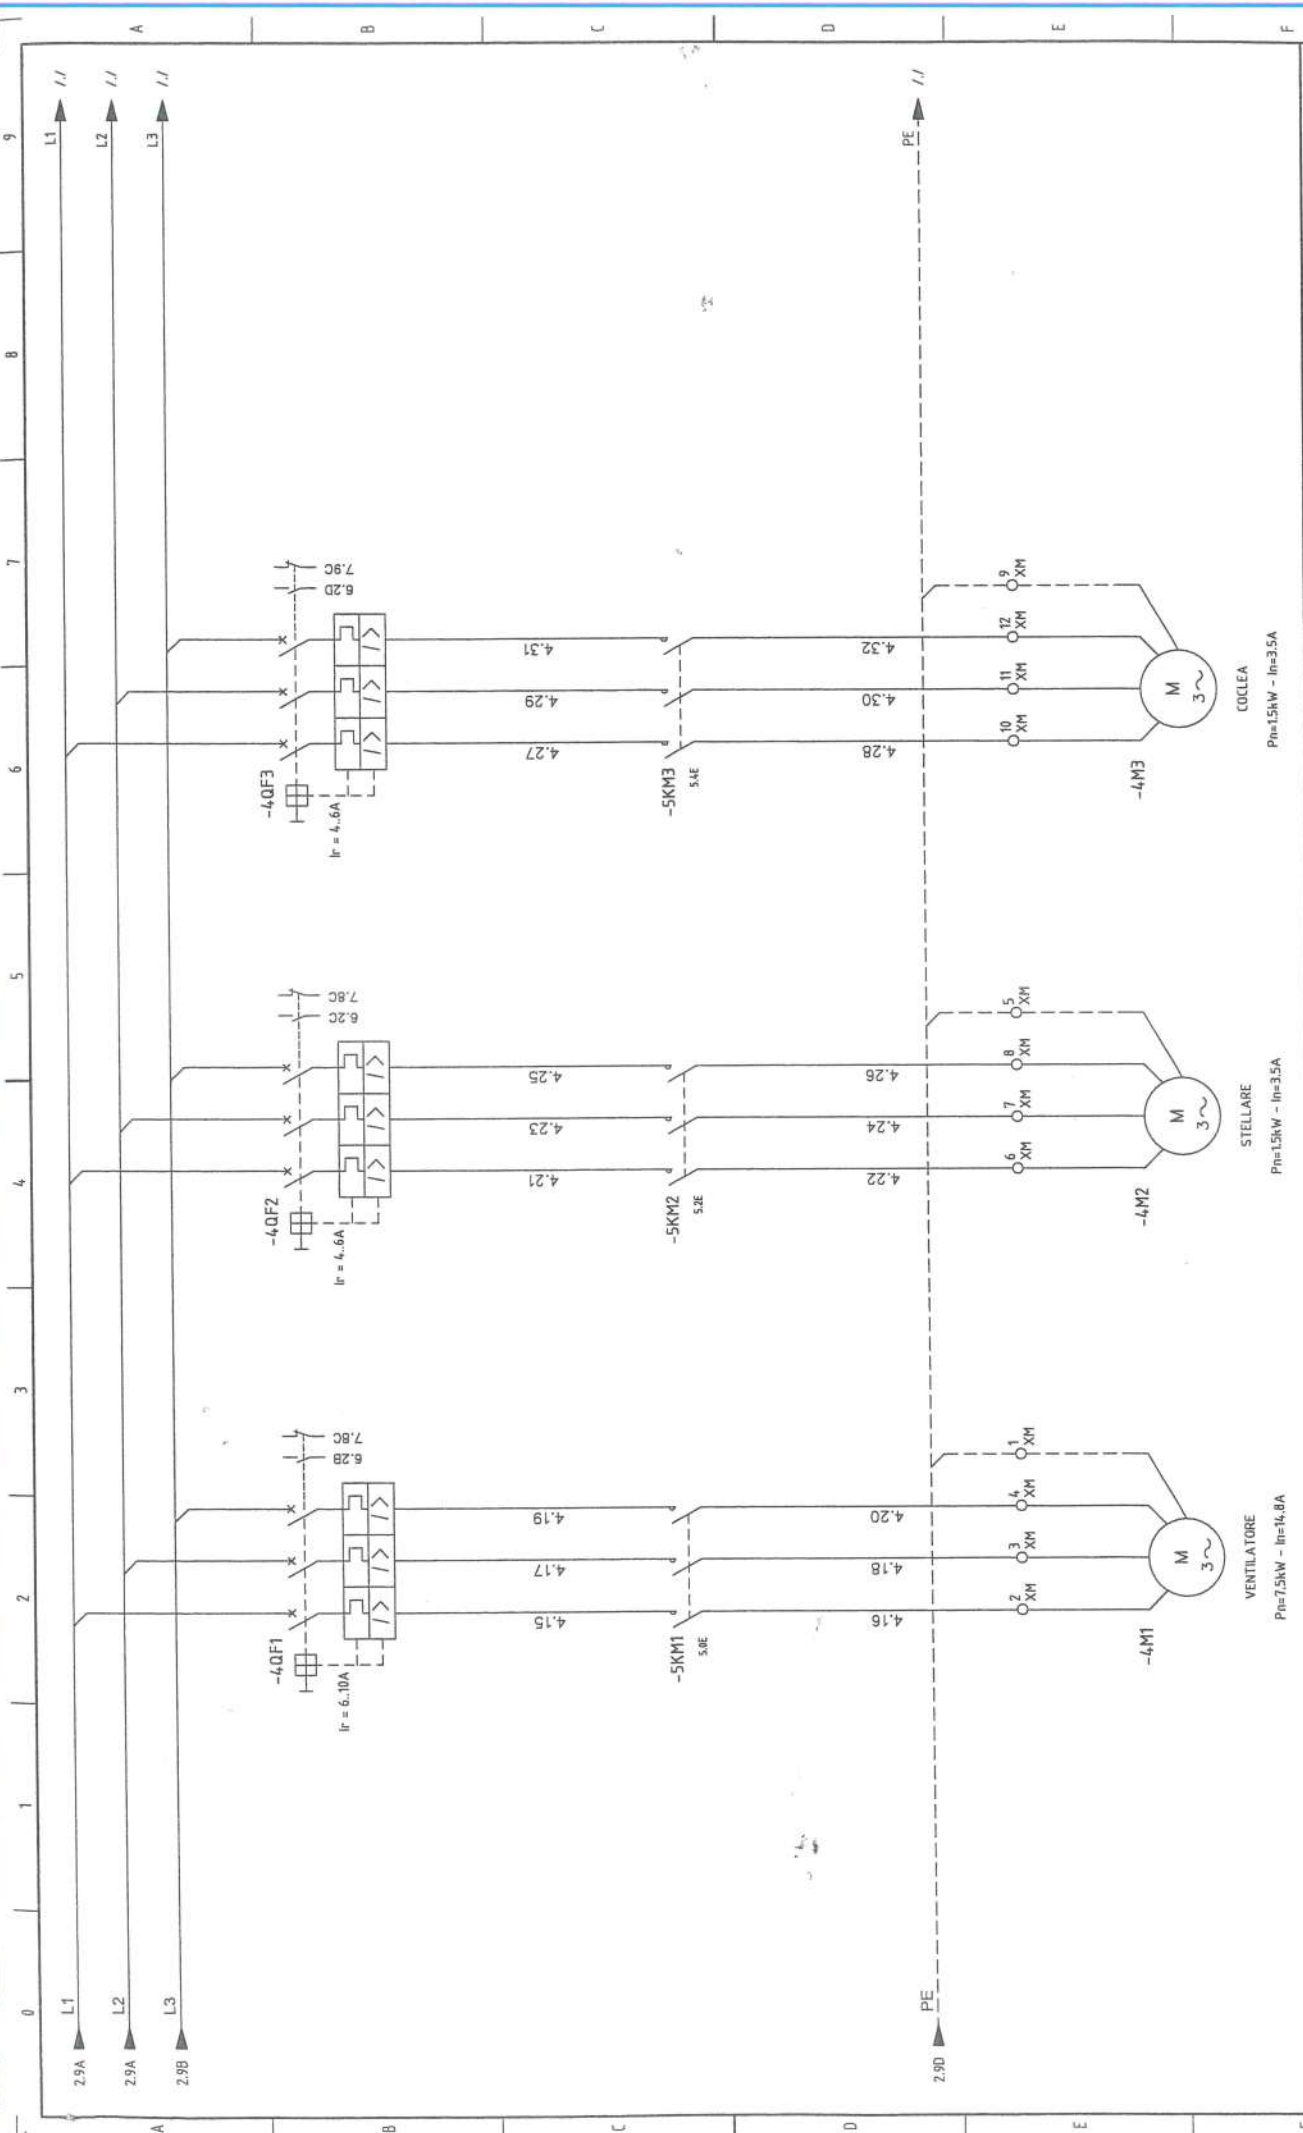 0 1 2 3 4 5 6 7 8 9
A
B
C
D
E
F
2.9A L1
L1 /./
2.9A L2
L2 /./
2.9B L3
L3 /./
-4QF1
Ir = 6..10A
6.2B
7.8C
-4QF2
Ir = 4..6A
6.2C
7.8C
-4QF3
Ir = 4..6A
6.2D
7.9C
4.15
4.17
4.19
4.21
4.23
4.25
4.27
4.29
4.31
-5KM1
5.0E
-5KM2
5.2E
-5KM3
5.4E
4.16
4.18
4.20
4.22
4.24
4.26
4.28
4.30
4.32
2.9D PE
PE /./
2 XM
3 XM
4 XM
1 XM
6 XM
7 XM
8 XM
5 XM
10 XM
11 XM
12 XM
9 XM
-4M1
M
3~
-4M2
M
3~
-4M3
M
3~
VENTILATORE
Pn=7.5kW - In=14.8A
STELLARE
Pn=1.5kW - In=3.5A
COCLEA
Pn=1.5kW - In=3.5A
A
B
C
D
E